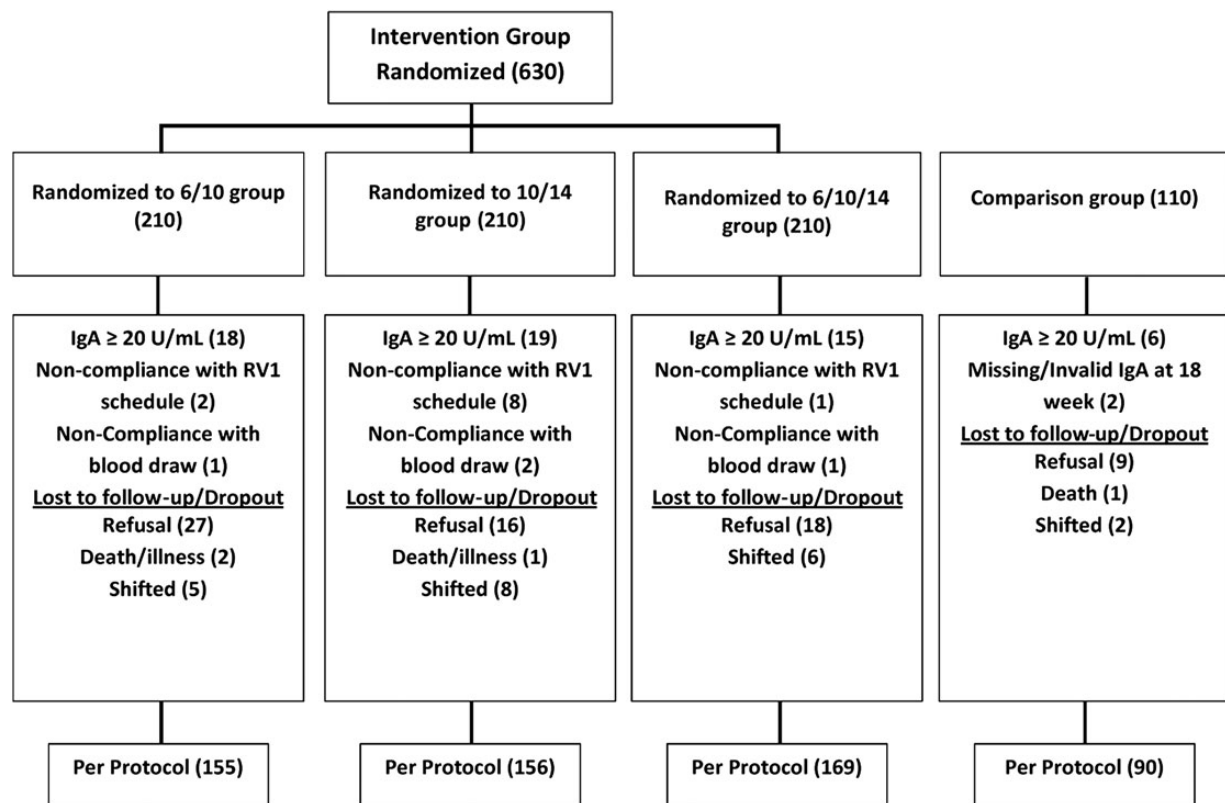 Intervention Group
Randomized (630)
Randomized to 6/10 group
(210)
Randomized to 10/14
group (210)
Randomized to 6/10/14
group (210)
Comparison group (110)
IgA ≥ 20 U/mL (18)
Non-compliance with RV1
schedule (2)
Non-Compliance with
blood draw (1)
Lost to follow-up/Dropout
Refusal (27)
Death/illness (2)
Shifted (5)
IgA ≥ 20 U/mL (19)
Non-compliance with RV1
schedule (8)
Non-Compliance with
blood draw (2)
Lost to follow-up/Dropout
Refusal (16)
Death/illness (1)
Shifted (8)
IgA ≥ 20 U/mL (15)
Non-compliance with RV1
schedule (1)
Non-Compliance with
blood draw (1)
Lost to follow-up/Dropout
Refusal (18)
Shifted (6)
IgA ≥ 20 U/mL (6)
Missing/Invalid IgA at 18
week (2)
Lost to follow-up/Dropout
Refusal (9)
Death (1)
Shifted (2)
Per Protocol (155)
Per Protocol (156)
Per Protocol (169)
Per Protocol (90)